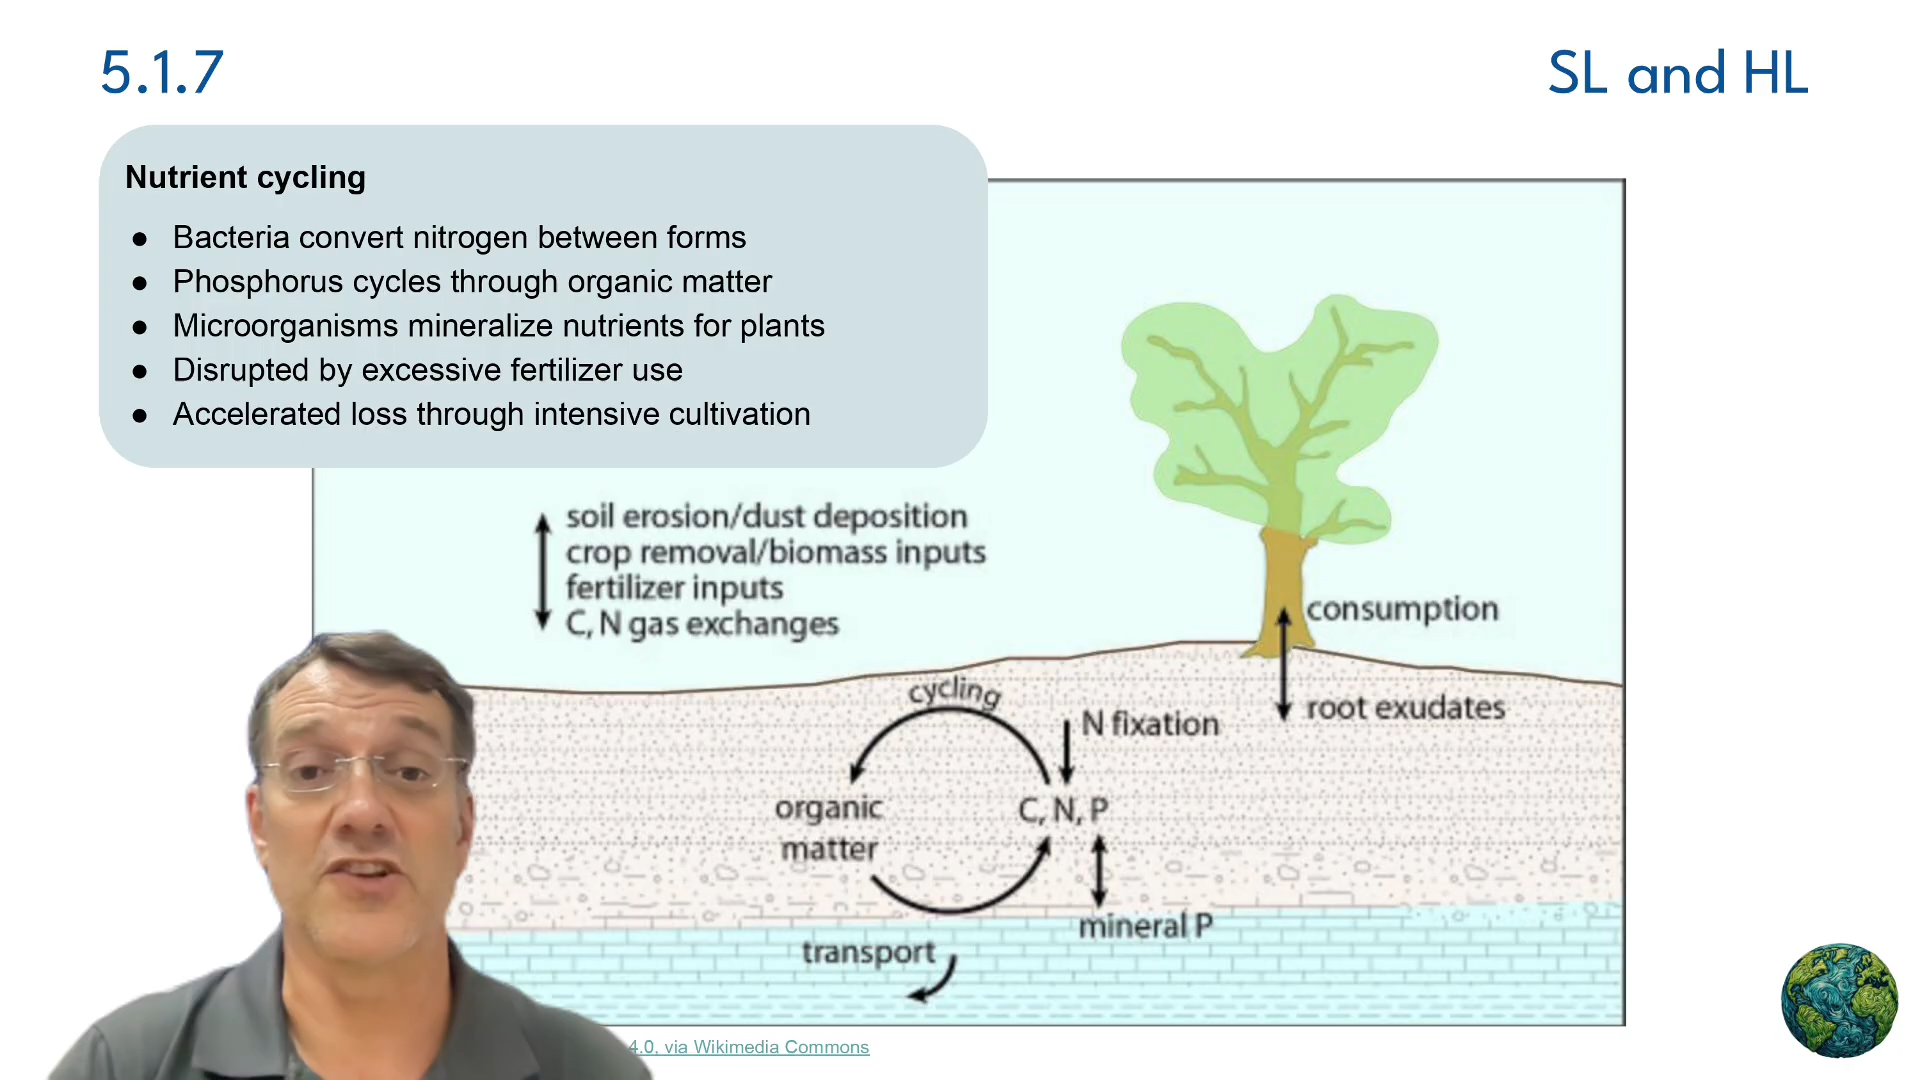 5.1.7
SL and HL
Nutrient cycling
● Bacteria convert nitrogen between forms
● Phosphorus cycles through organic matter
● Microorganisms mineralize nutrients for plants
● Disrupted by excessive fertilizer use
● Accelerated loss through intensive cultivation
soil erosion/dust deposition
crop removal/biomass inputs
fertilizer inputs
C, N gas exchanges
consumption
root exudates
cycling
N fixation
organic
matter
C, N, P
mineral P
transport
4.0, via Wikimedia Commons